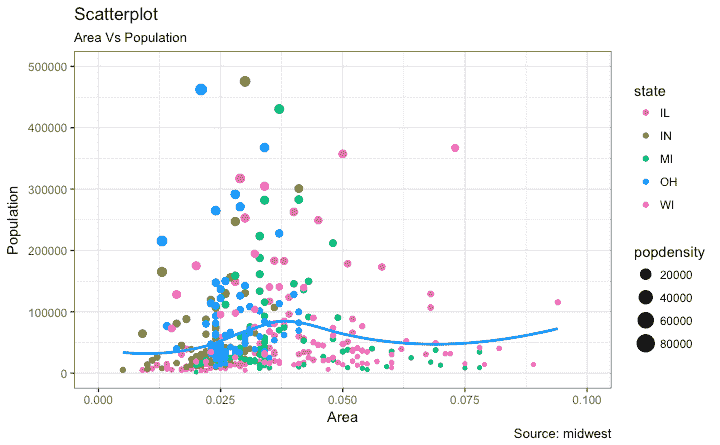 Scatterplot
Area Vs Population
500000
400000
300000
200000
100000
0
Population
0.000
0.025
0.050
0.075
0.100
Area
Source: midwest
state
IL
IN
MI
OH
WI
popdensity
20000
40000
60000
80000